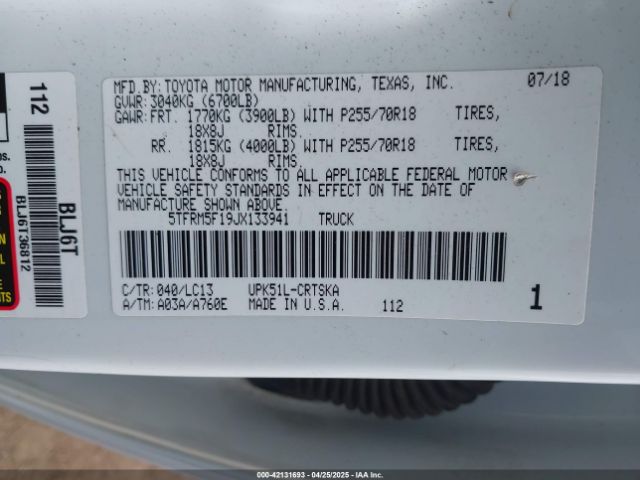 MFD.BY: TOYOTA MOTOR MANUFACTURING, TEXAS, INC. 07/18
GVWR: 3040KG (6700LB)
GAWR: FRT. 1770KG (3900LB) WITH P255/70R18 TIRES,
18X8J RIMS.
RR. 1815KG (4000LB) WITH P255/70R18 TIRES,
18X8J RIMS.
THIS VEHICLE CONFORMS TO ALL APPLICABLE FEDERAL MOTOR
VEHICLE SAFETY STANDARDS IN EFFECT ON THE DATE OF
MANUFACTURE SHOWN ABOVE
5TFRM5F19JX133941 TRUCK
C/TR: 040/LC13 UPK51L-CRTSKA
A/TM: A03A/A760E MADE IN U.S.A. 112 1
112
BLJ6T
BLJ6T36812
000-42131693 - 04/25/2025 - IAAI.COM